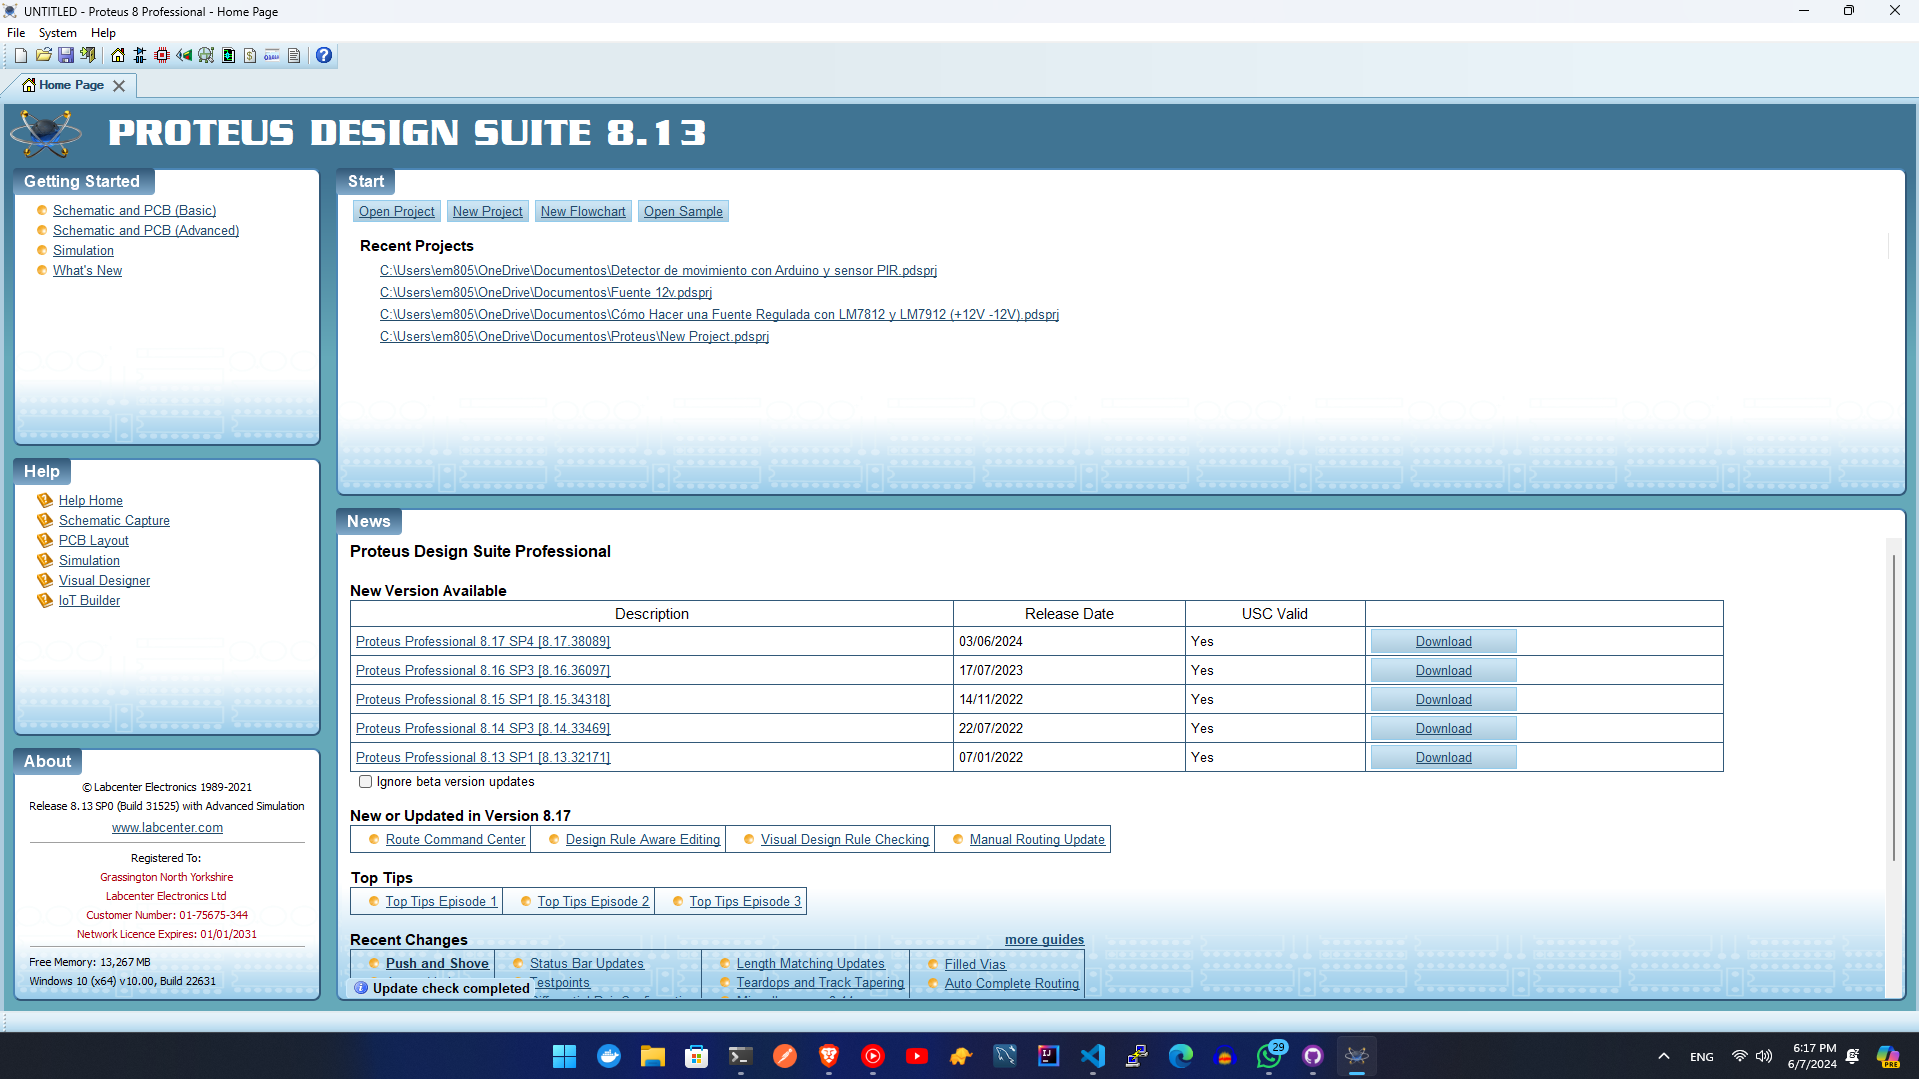 UNTITLED - Proteus 8 Professional - Home Page
File System Help
Home Page
PROTEUS DESIGN SUITE 8.13
Getting Started
Schematic and PCB (Basic)
Schematic and PCB (Advanced)
Simulation
What's New
Start
Open Project New Project New Flowchart Open Sample
Recent Projects
C:\Users\em805\OneDrive\Documentos\Detector de movimiento con Arduino y sensor PIR.pdsprj
C:\Users\em805\OneDrive\Documentos\Fuente 12v.pdsprj
C:\Users\em805\OneDrive\Documentos\Cómo Hacer una Fuente Regulada con LM7812 y LM7912 (+12V -12V).pdsprj
C:\Users\em805\OneDrive\Documentos\Proteus\New Project.pdsprj
Help
Help Home
Schematic Capture
PCB Layout
Simulation
Visual Designer
IoT Builder
News
Proteus Design Suite Professional
New Version Available
Description Release Date USC Valid
Proteus Professional 8.17 SP4 [8.17.38089] 03/06/2024 Yes Download
Proteus Professional 8.16 SP3 [8.16.36097] 17/07/2023 Yes Download
Proteus Professional 8.15 SP1 [8.15.34318] 14/11/2022 Yes Download
Proteus Professional 8.14 SP3 [8.14.33469] 22/07/2022 Yes Download
Proteus Professional 8.13 SP1 [8.13.32171] 07/01/2022 Yes Download
Ignore beta version updates
New or Updated in Version 8.17
Route Command Center Design Rule Aware Editing Visual Design Rule Checking Manual Routing Update
Top Tips
Top Tips Episode 1 Top Tips Episode 2 Top Tips Episode 3
Recent Changes more guides
Push and Shove Status Bar Updates Length Matching Updates Filled Vias
Testpoints Teardops and Track Tapering Auto Complete Routing
Update check completed
About
© Labcenter Electronics 1989-2021
Release 8.13 SP0 (Build 31525) with Advanced Simulation
www.labcenter.com
Registered To:
Grassington North Yorkshire
Labcenter Electronics Ltd
Customer Number: 01-75675-344
Network Licence Expires: 01/01/2031
Free Memory: 13,267 MB
Windows 10 (x64) v10.00, Build 22631
29
ENG
6:17 PM
6/7/2024
PRE